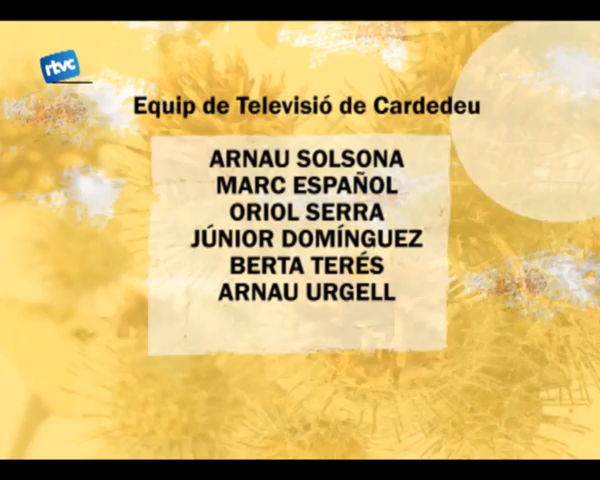 rtvc
Equip de Televisió de Cardedeu
ARNAU SOLSONA
MARC ESPAÑOL
ORIOL SERRA
JÚNIOR DOMÍNGUEZ
BERTA TERÉS
ARNAU URGELL